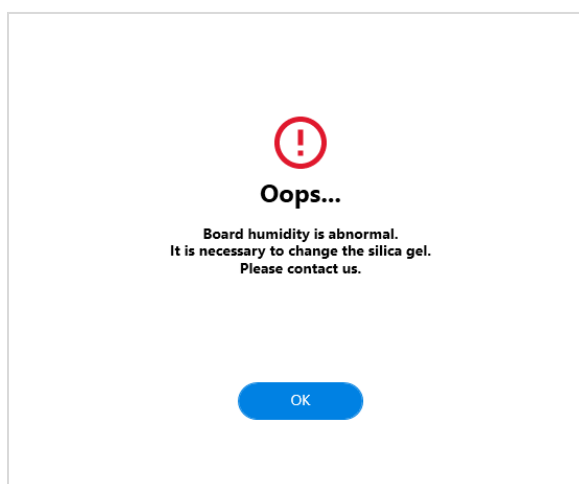 Oops...
Board humidity is abnormal.
It is necessary to change the silica gel.
Please contact us.
OK